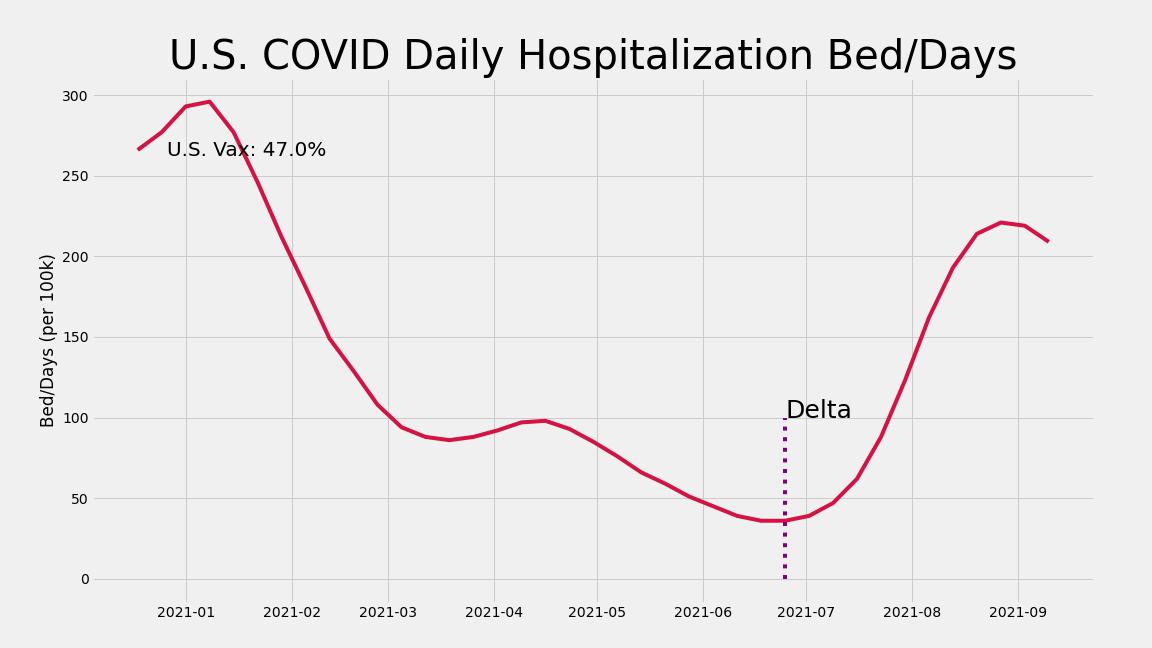 U.S. COVID Daily Hospitalization Bed/Days
300
U.S. Vax: 47.0%
250
200
Bed/Days (per 100k)
150
100
Delta
50
0
2021-01 2021-02 2021-03 2021-04 2021-05 2021-06 2021-07 2021-08 2021-09